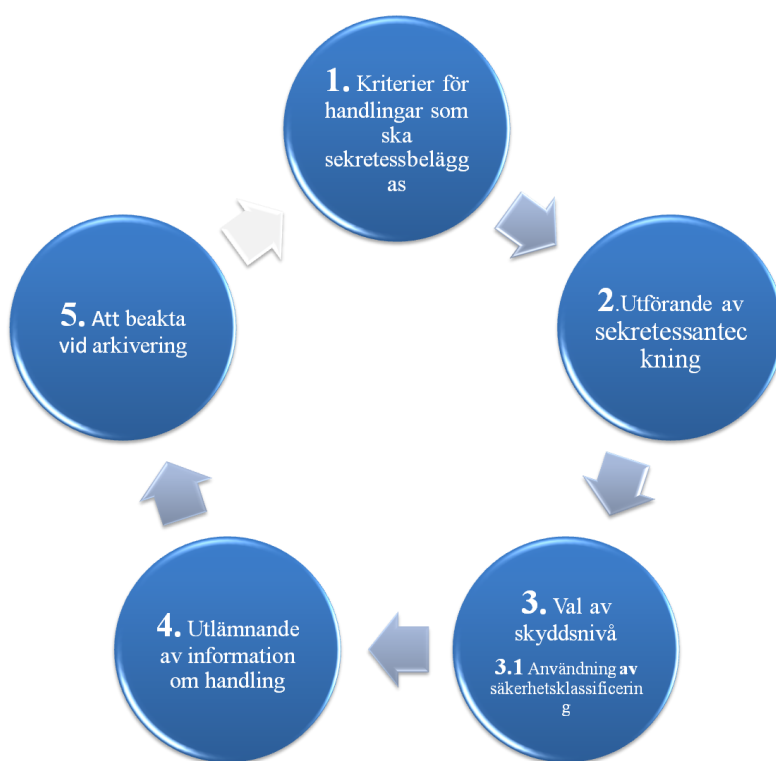 1. Kriterier för
handlingar som
ska
sekretessbelägg
as
2.Utförande av
sekretessantec
kning
3. Val av
skyddsnivå
3.1 Användning av
säkerhetsklassificerin
g
4. Utlämnande
av information
om handling
5. Att beakta
vid arkivering